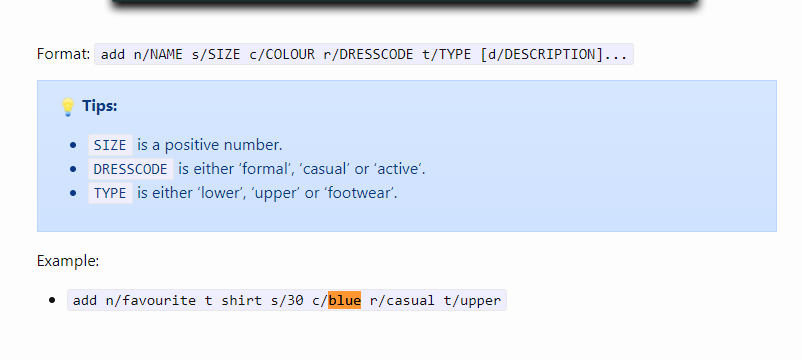 Format: add n/NAME s/SIZE c/COLOUR r/DRESSCODE t/TYPE [d/DESCRIPTION]...
💡 Tips:
• SIZE is a positive number.
• DRESSCODE is either ‘formal’, ‘casual’ or ‘active’.
• TYPE is either ‘lower’, ‘upper’ or ‘footwear’.
Example:
• add n/favourite t shirt s/30 c/blue r/casual t/upper